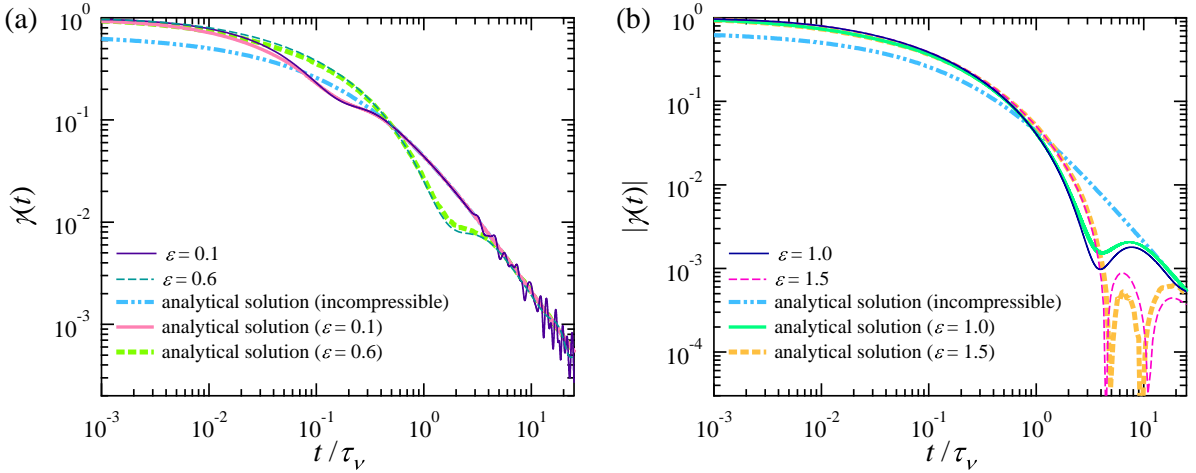 (a)
10^0
10^-1
10^-2
10^-3
γ(t)
ε = 0.1
ε = 0.6
analytical solution (incompressible)
analytical solution (ε = 0.1)
analytical solution (ε = 0.6)
10^-3 10^-2 10^-1 10^0 10^1
t / τ_ν
(b)
10^0
10^-1
10^-2
10^-3
10^-4
|γ(t)|
ε = 1.0
ε = 1.5
analytical solution (incompressible)
analytical solution (ε = 1.0)
analytical solution (ε = 1.5)
10^-3 10^-2 10^-1 10^0 10^1
t / τ_ν